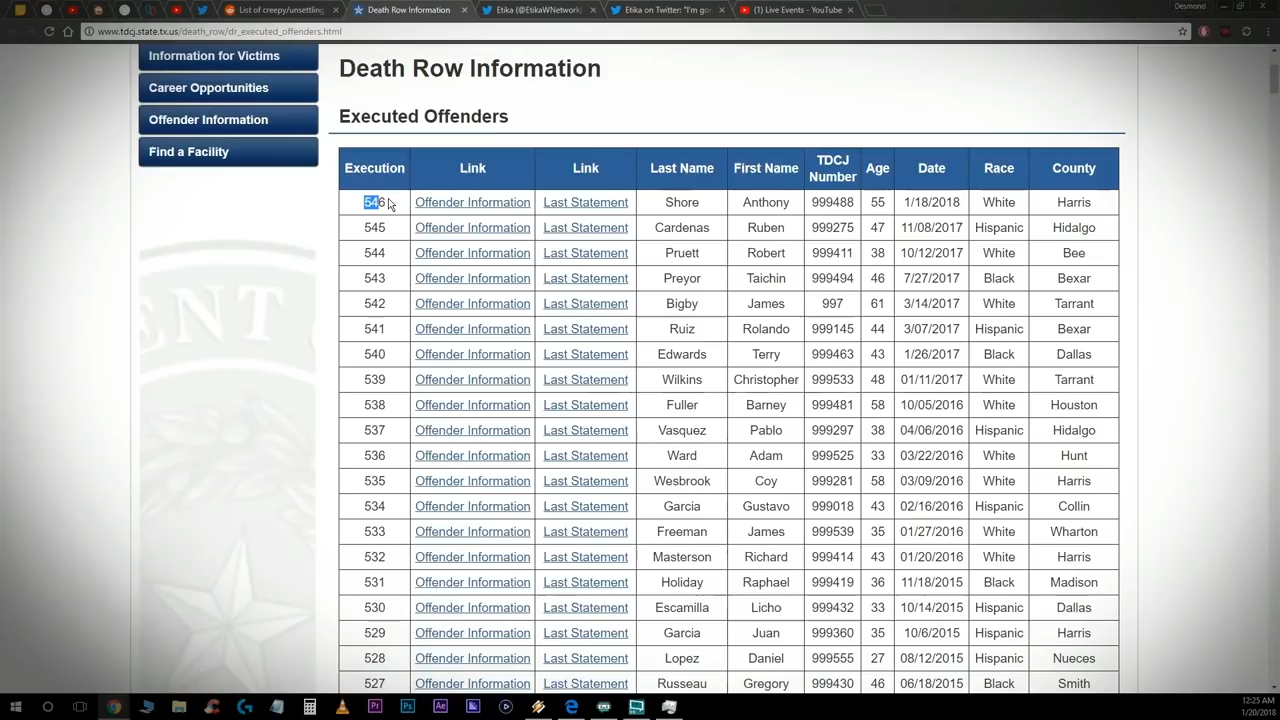 List of creepy/unsettling
Death Row Information
Etika (@EtikaWNetwork)
Etika on Twitter: "I'm go
(1) Live Events - YouTube
Desmond
www.tdcj.state.tx.us/death_row/dr_executed_offenders.html
Information for Victims
Career Opportunities
Offender Information
Find a Facility
Death Row Information
Executed Offenders
Execution Link Link Last Name First Name TDCJ Number Age Date Race County
546 Offender Information Last Statement Shore Anthony 999488 55 1/18/2018 White Harris
545 Offender Information Last Statement Cardenas Ruben 999275 47 11/08/2017 Hispanic Hidalgo
544 Offender Information Last Statement Pruett Robert 999411 38 10/12/2017 White Bee
543 Offender Information Last Statement Preyor Taichin 999494 46 7/27/2017 Black Bexar
542 Offender Information Last Statement Bigby James 997 61 3/14/2017 White Tarrant
541 Offender Information Last Statement Ruiz Rolando 999145 44 3/07/2017 Hispanic Bexar
540 Offender Information Last Statement Edwards Terry 999463 43 1/26/2017 Black Dallas
539 Offender Information Last Statement Wilkins Christopher 999533 48 01/11/2017 White Tarrant
538 Offender Information Last Statement Fuller Barney 999481 58 10/05/2016 White Houston
537 Offender Information Last Statement Vasquez Pablo 999297 38 04/06/2016 Hispanic Hidalgo
536 Offender Information Last Statement Ward Adam 999525 33 03/22/2016 White Hunt
535 Offender Information Last Statement Wesbrook Coy 999281 58 03/09/2016 White Harris
534 Offender Information Last Statement Garcia Gustavo 999018 43 02/16/2016 Hispanic Collin
533 Offender Information Last Statement Freeman James 999539 35 01/27/2016 White Wharton
532 Offender Information Last Statement Masterson Richard 999414 43 01/20/2016 White Harris
531 Offender Information Last Statement Holiday Raphael 999419 36 11/18/2015 Black Madison
530 Offender Information Last Statement Escamilla Licho 999432 33 10/14/2015 Hispanic Dallas
529 Offender Information Last Statement Garcia Juan 999360 35 10/6/2015 Hispanic Harris
528 Offender Information Last Statement Lopez Daniel 999555 27 08/12/2015 Hispanic Nueces
527 Offender Information Last Statement Russeau Gregory 999430 46 06/18/2015 Black Smith
ENT
Pr
Ps
Ae
12:25 AM
1/20/2018